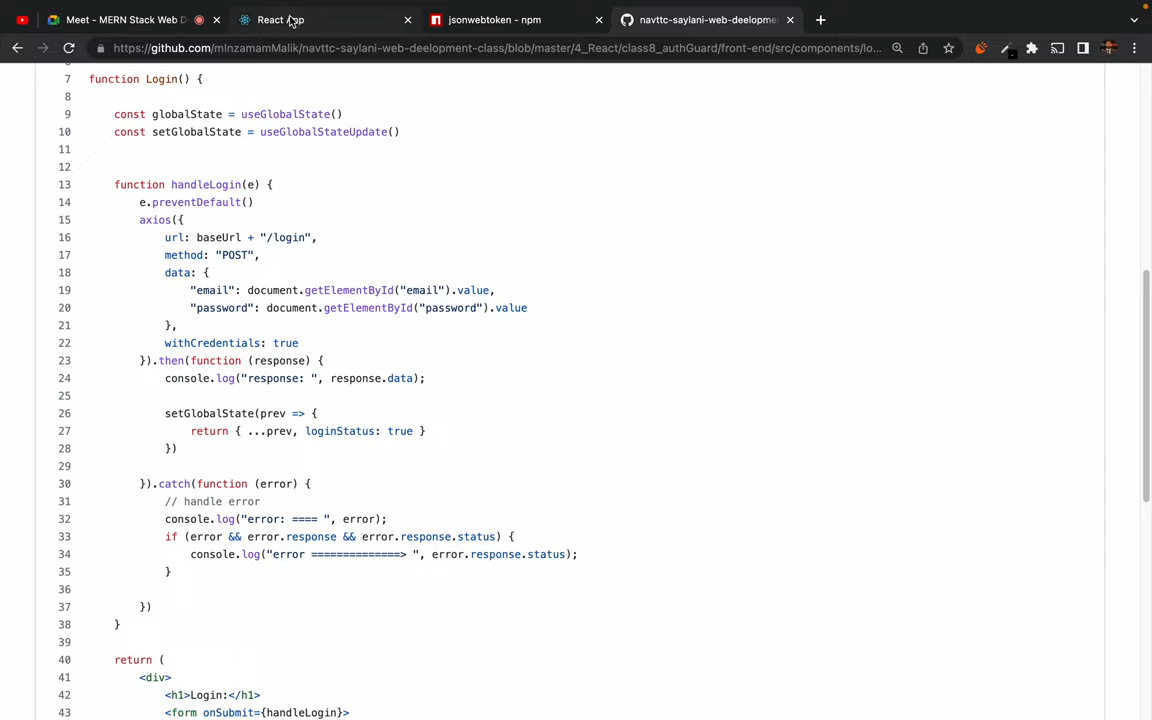 Meet - MERN Stack Web D
React App
jsonwebtoken - npm
navttc-saylani-web-deelopme
https://github.com/mInzamamMalik/navttc-saylani-web-deelopment-class/blob/master/4_React/class8_authGuard/front-end/src/components/lo...
7 function Login() {
8
9 const globalState = useGlobalState()
10 const setGlobalState = useGlobalStateUpdate()
11
12
13 function handleLogin(e) {
14 e.preventDefault()
15 axios({
16 url: baseUrl + "/login",
17 method: "POST",
18 data: {
19 "email": document.getElementById("email").value,
20 "password": document.getElementById("password").value
21 },
22 withCredentials: true
23 }).then(function (response) {
24 console.log("response: ", response.data);
25
26 setGlobalState(prev => {
27 return { ...prev, loginStatus: true }
28 })
29
30 }).catch(function (error) {
31 // handle error
32 console.log("error: ==== ", error);
33 if (error && error.response && error.response.status) {
34 console.log("error ==============> ", error.response.status);
35 }
36
37 })
38 }
39
40 return (
41 <div>
42 <h1>Login:</h1>
43 <form onSubmit={handleLogin}>